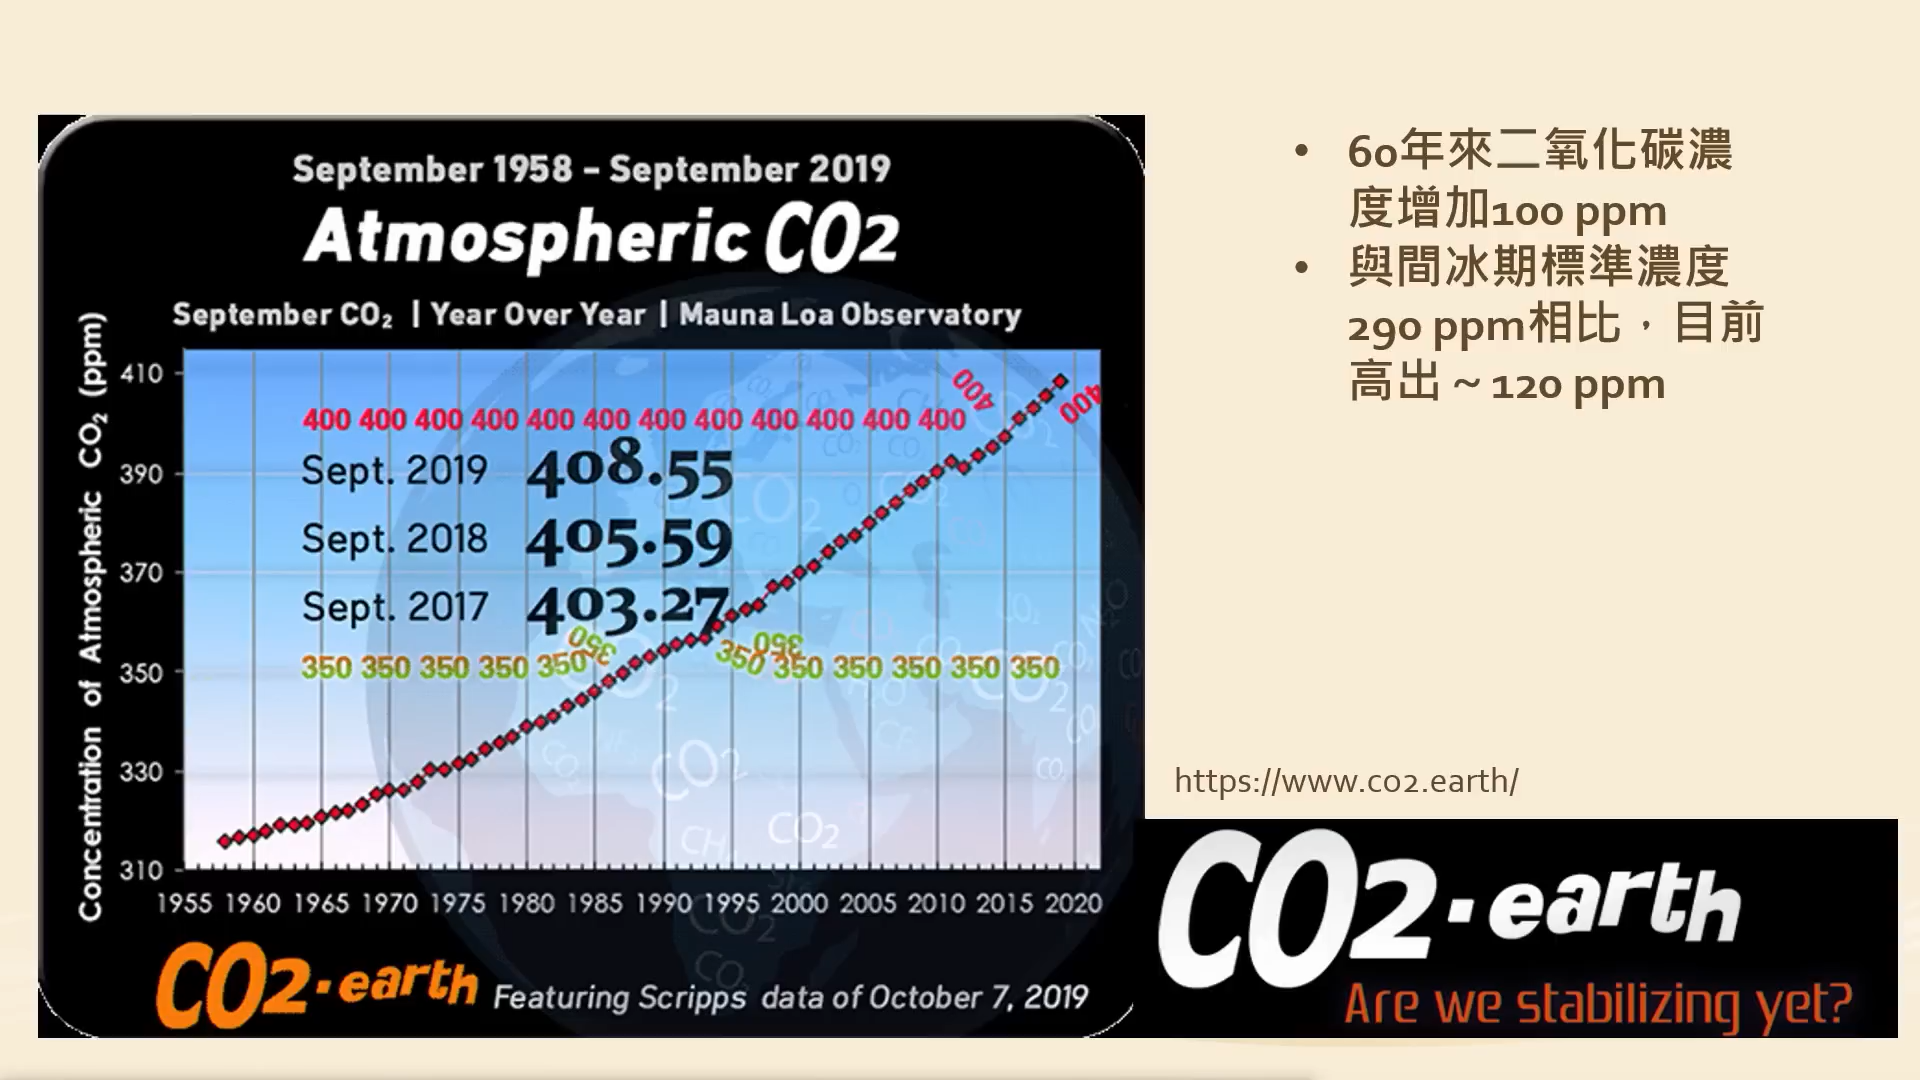 September 1958 – September 2019
Atmospheric CO2
September CO₂ | Year Over Year | Mauna Loa Observatory
Concentration of Atmospheric CO₂ (ppm)
410
390
370
350
330
310
400 400 400 400 400 400 400 400 400 400 400 400 400 400
Sept. 2019 408.55
Sept. 2018 405.59
Sept. 2017 403.27
350 350 350 350 350 350 350 350 350 350 350 350 350
1955 1960 1965 1970 1975 1980 1985 1990 1995 2000 2005 2010 2015 2020
CO2·earth Featuring Scripps data of October 7, 2019
• 60年來二氧化碳濃
度增加100 ppm
• 與間冰期標準濃度
290 ppm相比，目前
高出 ~ 120 ppm
https://www.co2.earth/
CO2·earth
Are we stabilizing yet?